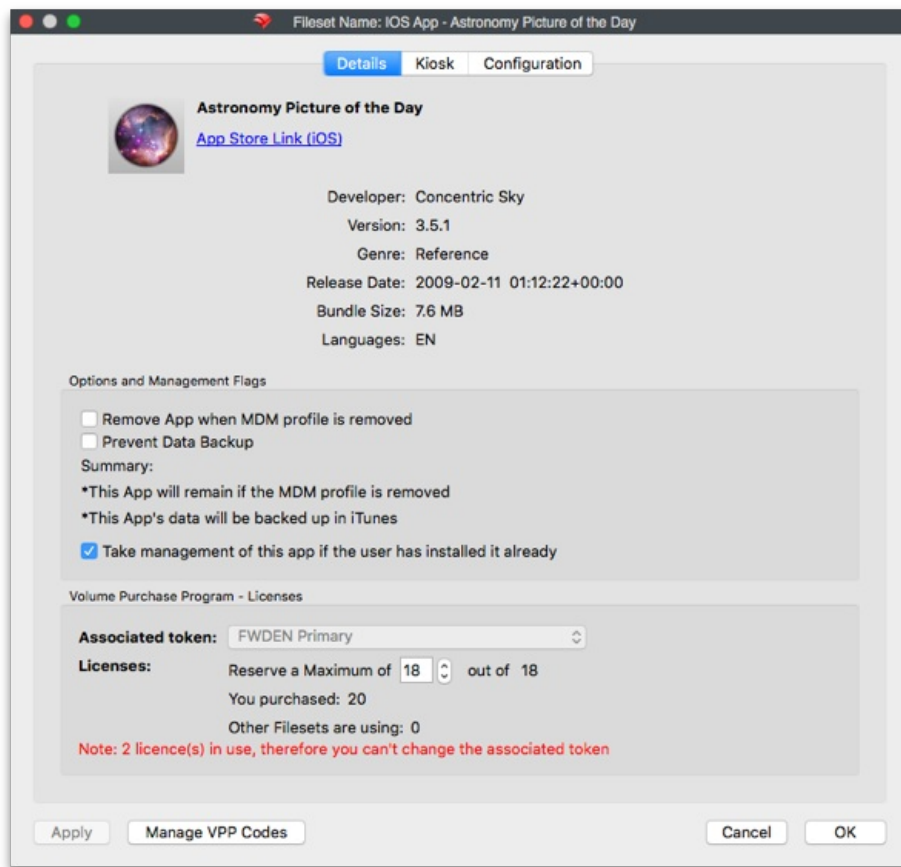 Fileset Name: IOS App - Astronomy Picture of the Day
Details Kiosk Configuration
Astronomy Picture of the Day
App Store Link (iOS)
Developer: Concentric Sky
Version: 3.5.1
Genre: Reference
Release Date: 2009-02-11 01:12:22+00:00
Bundle Size: 7.6 MB
Languages: EN
Options and Management Flags
Remove App when MDM profile is removed
Prevent Data Backup
Summary:
*This App will remain if the MDM profile is removed
*This App's data will be backed up in iTunes
Take management of this app if the user has installed it already
Volume Purchase Program - Licenses
Associated token: FWDEN Primary
Licenses: Reserve a Maximum of 18 out of 18
You purchased: 20
Other Filesets are using: 0
Note: 2 licence(s) in use, therefore you can't change the associated token
Apply Manage VPP Codes Cancel OK